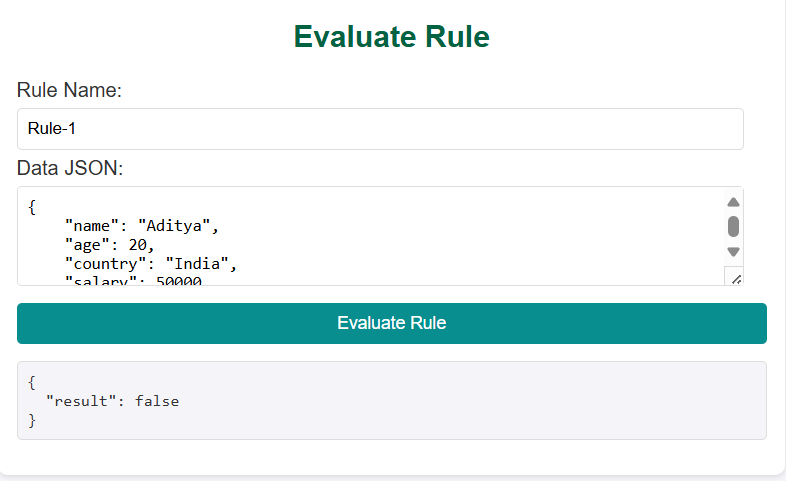 Evaluate Rule
Rule Name:
Rule-1
Data JSON:
{
    "name": "Aditya",
    "age": 20,
    "country": "India",
    "salary": 50000
Evaluate Rule
{
  "result": false
}